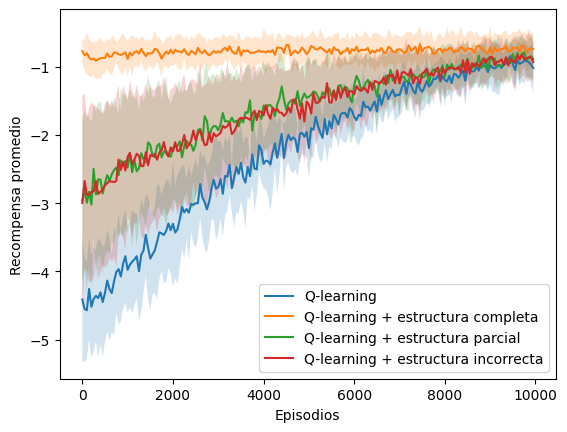 −1
−2
−3
−4
−5
Recompensa promedio
0
2000
4000
6000
8000
10000
Episodios
Q-learning
Q-learning + estructura completa
Q-learning + estructura parcial
Q-learning + estructura incorrecta